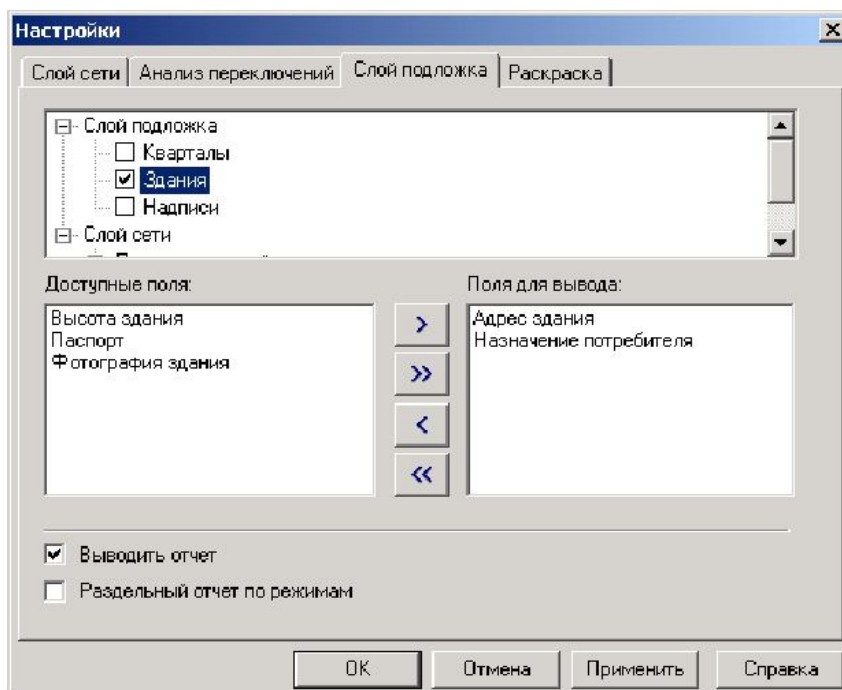 Настройки
Слой сети Анализ переключений Слой подложка Раскраска
Слой подложка
Кварталы
Здания
Надписи
Слой сети
Доступные поля: Поля для вывода:
Высота здания
Паспорт
Фотография здания
>
>>
<
<<
Адрес здания
Назначение потребителя
Выводить отчет
Раздельный отчет по режимам
ОК Отмена Применить Справка